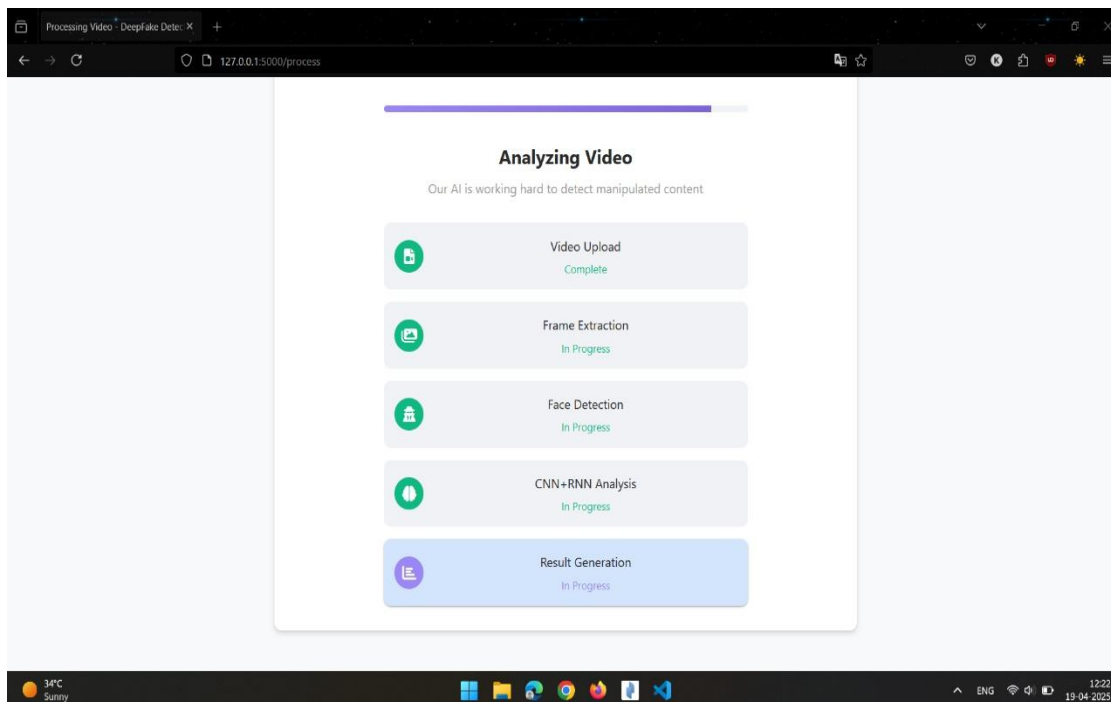 Processing Video - DeepFake Detec
127.0.0.1:5000/process
Analyzing Video
Our AI is working hard to detect manipulated content
Video Upload
Complete
Frame Extraction
In Progress
Face Detection
In Progress
CNN+RNN Analysis
In Progress
Result Generation
In Progress
34°C
Sunny
ENG
12:22
19-04-2025